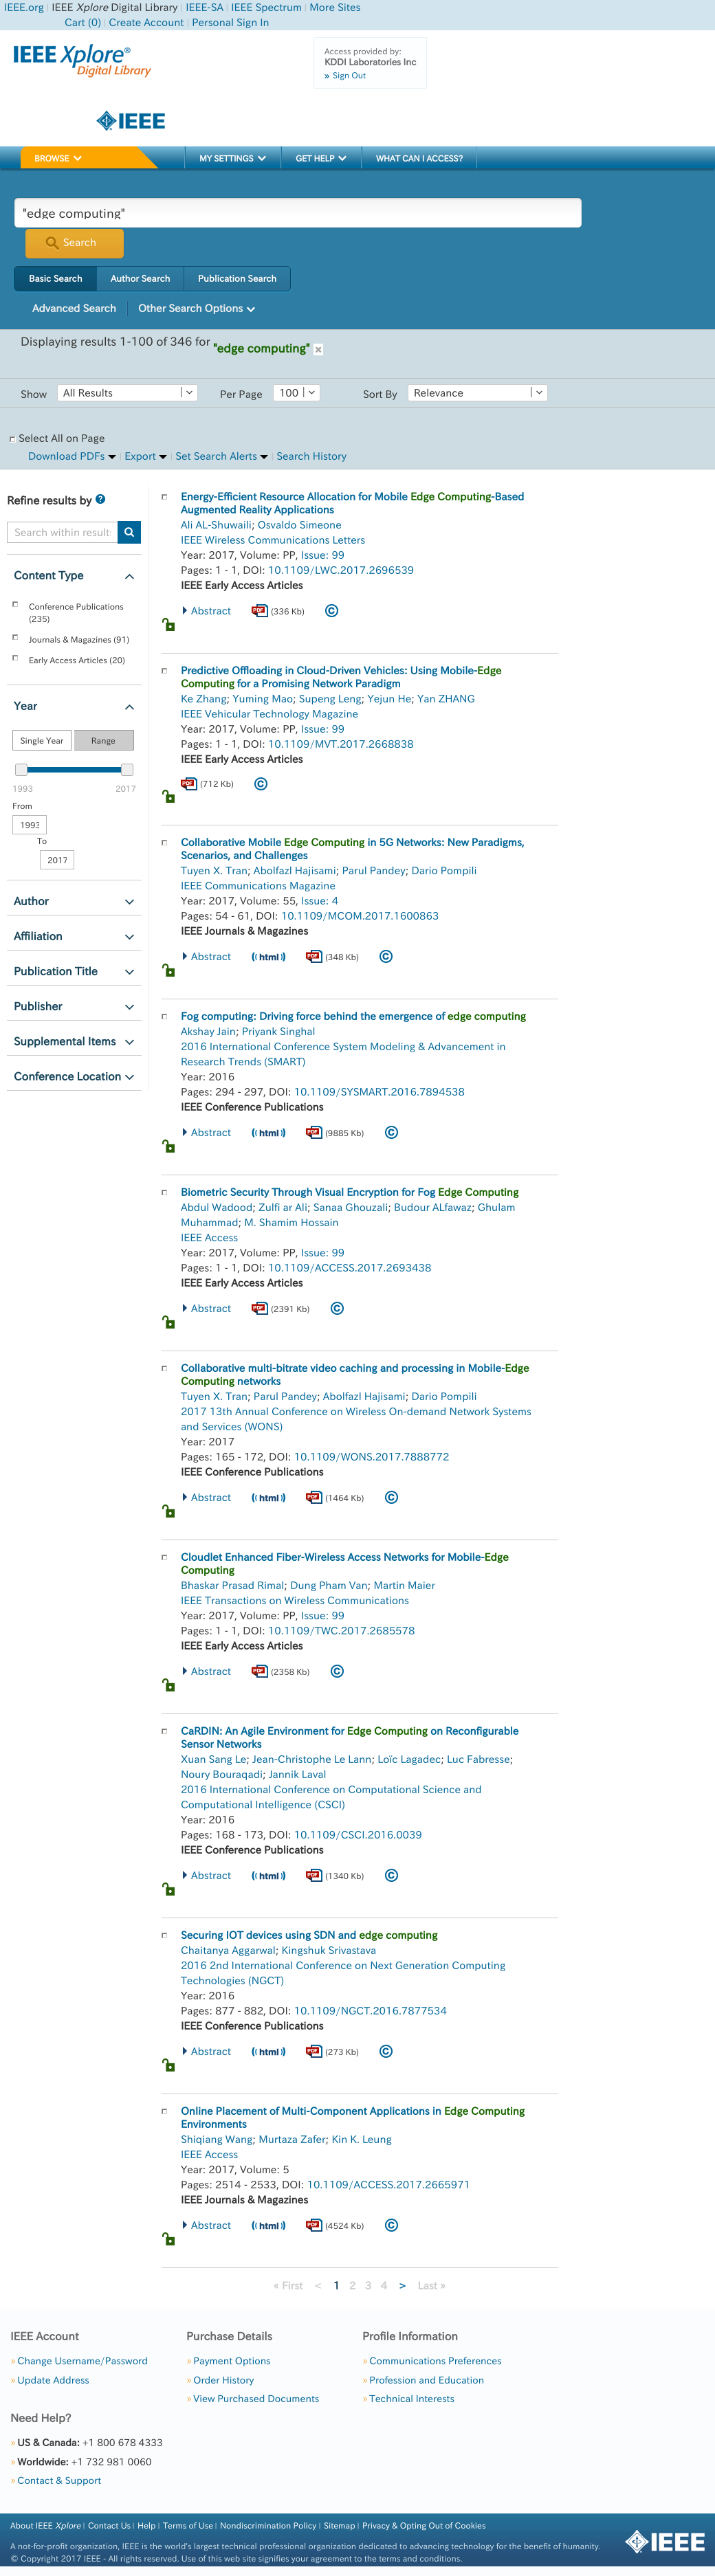 IEEE.org | IEEE Xplore Digital Library | IEEE-SA | IEEE Spectrum | More Sites
Cart (0) | Create Account | Personal Sign In
IEEE Xplore®
Digital Library
Access provided by:
KDDI Laboratories Inc
» Sign Out
IEEE
BROWSE
MY SETTINGS
GET HELP
WHAT CAN I ACCESS?
"edge computing"
Search
Basic Search
Author Search
Publication Search
Advanced Search
Other Search Options
Displaying results 1-100 of 346 for "edge computing"
Show All Results
Per Page 100
Sort By Relevance
Select All on Page
Download PDFs | Export | Set Search Alerts | Search History
Refine results by
Search within results
Content Type
Conference Publications
(235)
Journals & Magazines (91)
Early Access Articles (20)
Year
Single Year
Range
1993
2017
From
1993
To
2017
Author
Affiliation
Publication Title
Publisher
Supplemental Items
Conference Location
Energy-Efficient Resource Allocation for Mobile Edge Computing-Based
Augmented Reality Applications
Ali AL-Shuwaili; Osvaldo Simeone
IEEE Wireless Communications Letters
Year: 2017, Volume: PP, Issue: 99
Pages: 1 - 1, DOI: 10.1109/LWC.2017.2696539
IEEE Early Access Articles
Abstract PDF (336 Kb) ©
Predictive Offloading in Cloud-Driven Vehicles: Using Mobile-Edge
Computing for a Promising Network Paradigm
Ke Zhang; Yuming Mao; Supeng Leng; Yejun He; Yan ZHANG
IEEE Vehicular Technology Magazine
Year: 2017, Volume: PP, Issue: 99
Pages: 1 - 1, DOI: 10.1109/MVT.2017.2668838
IEEE Early Access Articles
PDF (712 Kb) ©
Collaborative Mobile Edge Computing in 5G Networks: New Paradigms,
Scenarios, and Challenges
Tuyen X. Tran; Abolfazl Hajisami; Parul Pandey; Dario Pompili
IEEE Communications Magazine
Year: 2017, Volume: 55, Issue: 4
Pages: 54 - 61, DOI: 10.1109/MCOM.2017.1600863
IEEE Journals & Magazines
Abstract (html) PDF (348 Kb) ©
Fog computing: Driving force behind the emergence of edge computing
Akshay Jain; Priyank Singhal
2016 International Conference System Modeling & Advancement in
Research Trends (SMART)
Year: 2016
Pages: 294 - 297, DOI: 10.1109/SYSMART.2016.7894538
IEEE Conference Publications
Abstract (html) PDF (9885 Kb) ©
Biometric Security Through Visual Encryption for Fog Edge Computing
Abdul Wadood; Zulfi ar Ali; Sanaa Ghouzali; Budour ALfawaz; Ghulam
Muhammad; M. Shamim Hossain
IEEE Access
Year: 2017, Volume: PP, Issue: 99
Pages: 1 - 1, DOI: 10.1109/ACCESS.2017.2693438
IEEE Early Access Articles
Abstract PDF (2391 Kb) ©
Collaborative multi-bitrate video caching and processing in Mobile-Edge
Computing networks
Tuyen X. Tran; Parul Pandey; Abolfazl Hajisami; Dario Pompili
2017 13th Annual Conference on Wireless On-demand Network Systems
and Services (WONS)
Year: 2017
Pages: 165 - 172, DOI: 10.1109/WONS.2017.7888772
IEEE Conference Publications
Abstract (html) PDF (1464 Kb) ©
Cloudlet Enhanced Fiber-Wireless Access Networks for Mobile-Edge
Computing
Bhaskar Prasad Rimal; Dung Pham Van; Martin Maier
IEEE Transactions on Wireless Communications
Year: 2017, Volume: PP, Issue: 99
Pages: 1 - 1, DOI: 10.1109/TWC.2017.2685578
IEEE Early Access Articles
Abstract PDF (2358 Kb) ©
CaRDIN: An Agile Environment for Edge Computing on Reconfigurable
Sensor Networks
Xuan Sang Le; Jean-Christophe Le Lann; Loïc Lagadec; Luc Fabresse;
Noury Bouraqadi; Jannik Laval
2016 International Conference on Computational Science and
Computational Intelligence (CSCI)
Year: 2016
Pages: 168 - 173, DOI: 10.1109/CSCI.2016.0039
IEEE Conference Publications
Abstract (html) PDF (1340 Kb) ©
Securing IOT devices using SDN and edge computing
Chaitanya Aggarwal; Kingshuk Srivastava
2016 2nd International Conference on Next Generation Computing
Technologies (NGCT)
Year: 2016
Pages: 877 - 882, DOI: 10.1109/NGCT.2016.7877534
IEEE Conference Publications
Abstract (html) PDF (273 Kb) ©
Online Placement of Multi-Component Applications in Edge Computing
Environments
Shiqiang Wang; Murtaza Zafer; Kin K. Leung
IEEE Access
Year: 2017, Volume: 5
Pages: 2514 - 2533, DOI: 10.1109/ACCESS.2017.2665971
IEEE Journals & Magazines
Abstract (html) PDF (4524 Kb) ©
« First < 1 2 3 4 > Last »
IEEE Account
» Change Username/Password
» Update Address
Purchase Details
» Payment Options
» Order History
» View Purchased Documents
Profile Information
» Communications Preferences
» Profession and Education
» Technical Interests
Need Help?
» US & Canada: +1 800 678 4333
» Worldwide: +1 732 981 0060
» Contact & Support
About IEEE Xplore | Contact Us | Help | Terms of Use | Nondiscrimination Policy | Sitemap | Privacy & Opting Out of Cookies
A not-for-profit organization, IEEE is the world's largest technical professional organization dedicated to advancing technology for the benefit of humanity.
© Copyright 2017 IEEE - All rights reserved. Use of this web site signifies your agreement to the terms and conditions.
IEEE